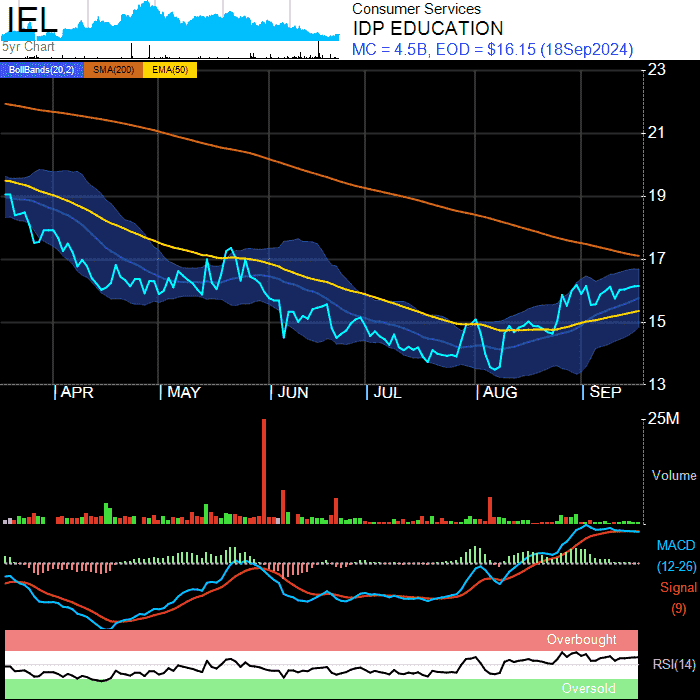 IEL
5yr Chart
Consumer Services
IDP EDUCATION
MC = 4.5B, EOD = $16.15 (18Sep2024)
BollBands(20,2) SMA(200) EMA(50)
23
21
19
17
15
13
APR MAY JUN JUL AUG SEP
25M
Volume
MACD
(12-26)
Signal
(9)
Overbought
RSI(14)
Oversold